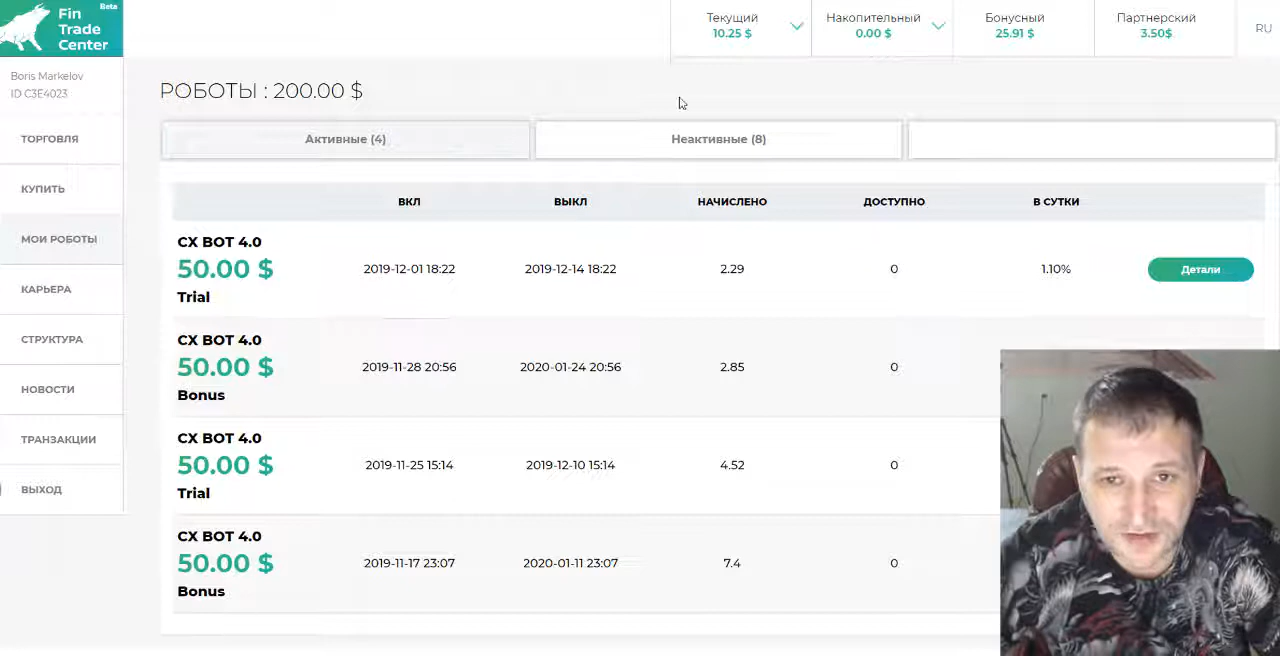 Fin
Trade
Center
Beta
Текущий
10.25 $
Накопительный
0.00 $
Бонусный
25.91 $
Партнерский
3.50$
RU
Boris Markelov
ID C3E4023
ТОРГОВЛЯ
КУПИТЬ
МОИ РОБОТЫ
КАРЬЕРА
СТРУКТУРА
НОВОСТИ
ТРАНЗАКЦИИ
ВЫХОД
РОБОТЫ : 200.00 $
Активные (4)
Неактивные (8)
ВКЛ ВЫКЛ НАЧИСЛЕНО ДОСТУПНО В СУТКИ
CX BOT 4.0
50.00 $ 2019-12-01 18:22 2019-12-14 18:22 2.29 0 1.10% Детали
Trial
CX BOT 4.0
50.00 $ 2019-11-28 20:56 2020-01-24 20:56 2.85 0
Bonus
CX BOT 4.0
50.00 $ 2019-11-25 15:14 2019-12-10 15:14 4.52 0
Trial
CX BOT 4.0
50.00 $ 2019-11-17 23:07 2020-01-11 23:07 7.4 0
Bonus